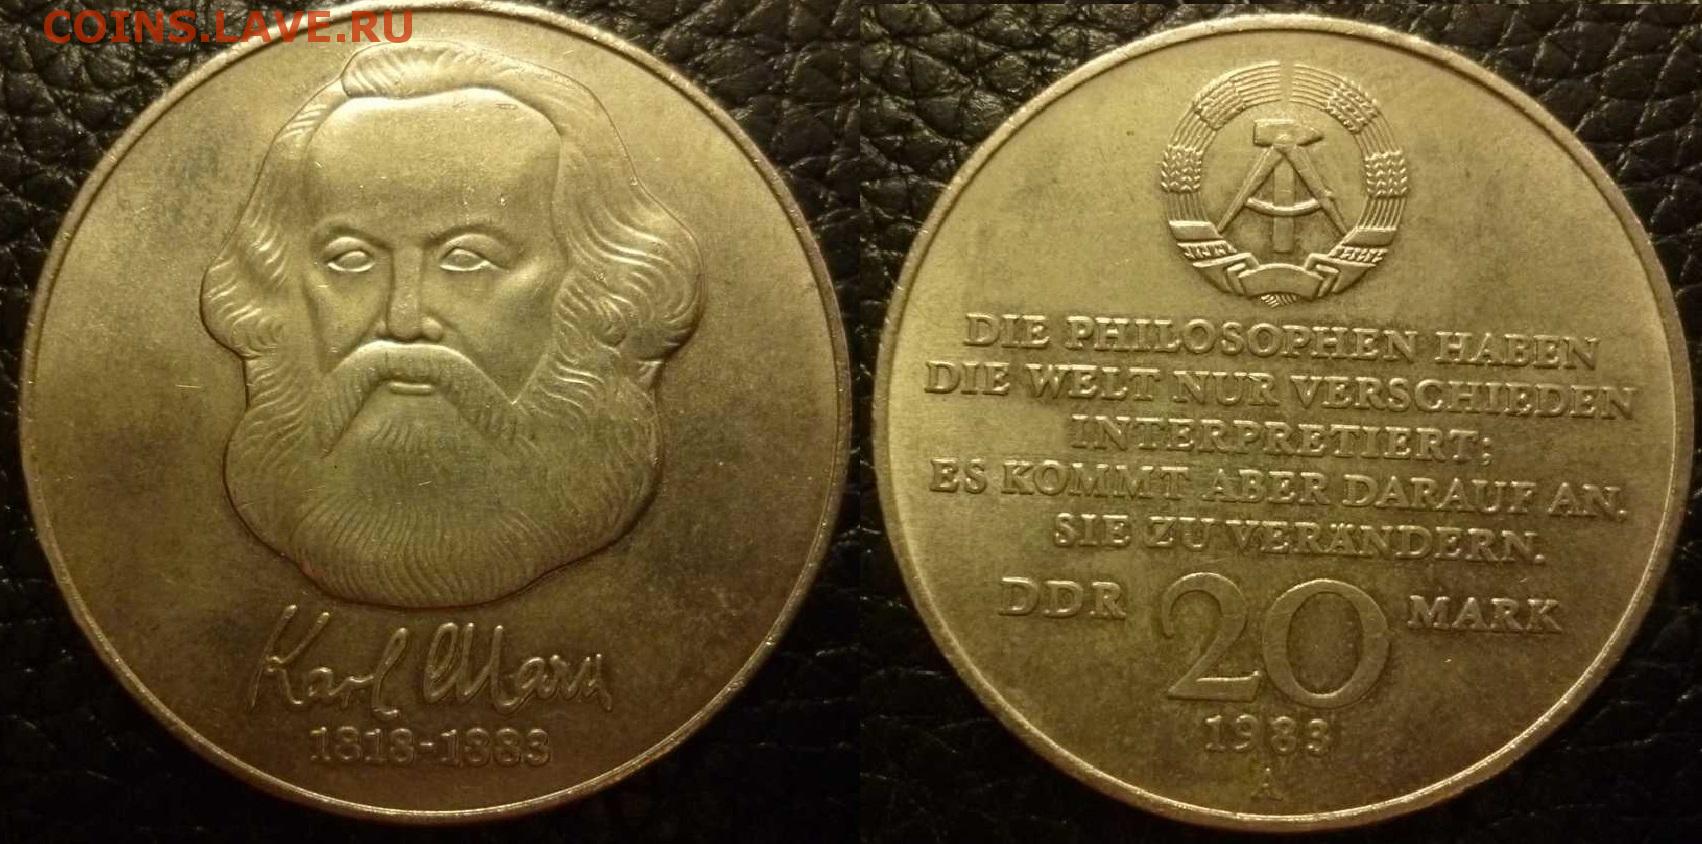 COINS.LAVE.RU
Karl Marx
1818-1883
DIE PHILOSOPHEN HABEN
DIE WELT NUR VERSCHIEDEN
INTERPRETIERT;
ES KOMMT ABER DARAUF AN,
SIE ZU VERÄNDERN.
DDR 20 MARK
1983
A